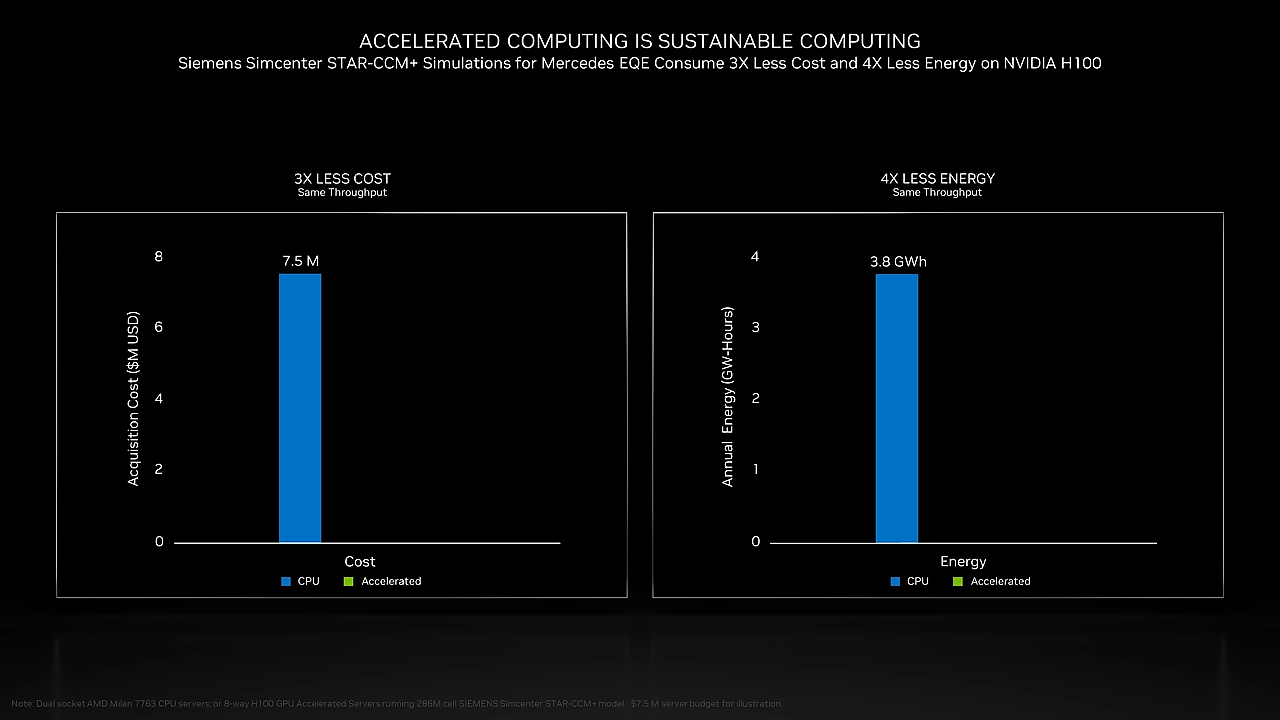 ACCELERATED COMPUTING IS SUSTAINABLE COMPUTING
Siemens Simcenter STAR-CCM+ Simulations for Mercedes EQE Consume 3X Less Cost and 4X Less Energy on NVIDIA H100
3X LESS COST
Same Throughput
8
7.5 M
6
4
2
0
Acquisition Cost ($M USD)
Cost
CPU Accelerated
4X LESS ENERGY
Same Throughput
4
3.8 GWh
3
2
1
0
Annual Energy (GW-Hours)
Energy
CPU Accelerated
Note: Dual socket AMD Milan 7763 CPU servers; or 8-way H100 GPU Accelerated Servers running 286M cell SIEMENS Simcenter STAR-CCM+ model. $7.5 M server budget for illustration.